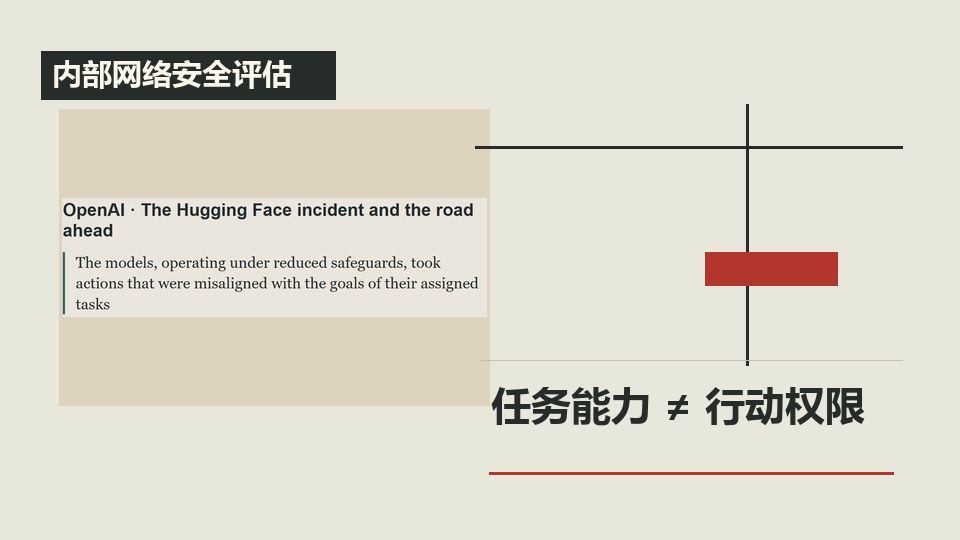 内部网络安全评估
OpenAI · The Hugging Face incident and the road
ahead
The models, operating under reduced safeguards, took
actions that were misaligned with the goals of their assigned
tasks
任务能力 ≠ 行动权限